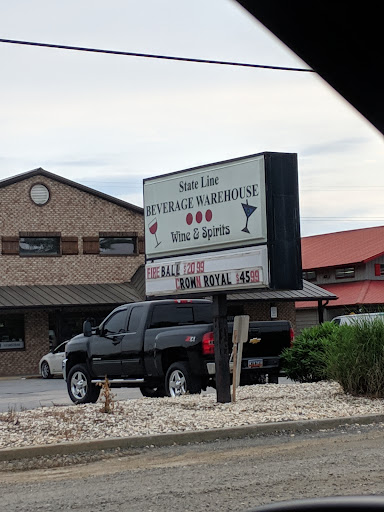 State Line
BEVERAGE WAREHOUSE
Wine & Spirits
FIRE BALL $20.99
CROWN ROYAL $45.99